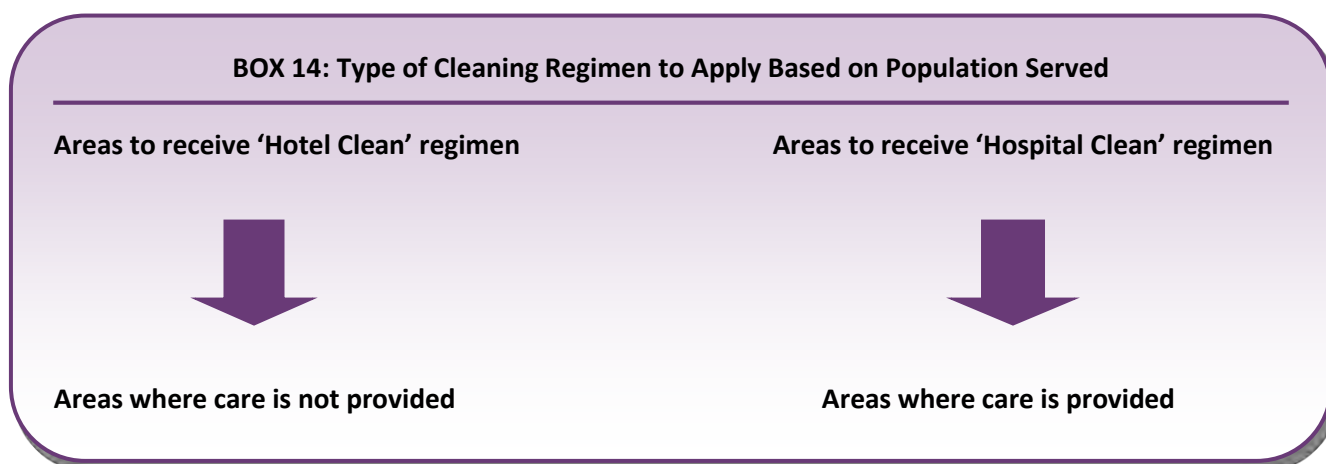 BOX 14: Type of Cleaning Regimen to Apply Based on Population Served
Areas to receive ‘Hotel Clean’ regimen
Areas to receive ‘Hospital Clean’ regimen
Areas where care is not provided
Areas where care is provided